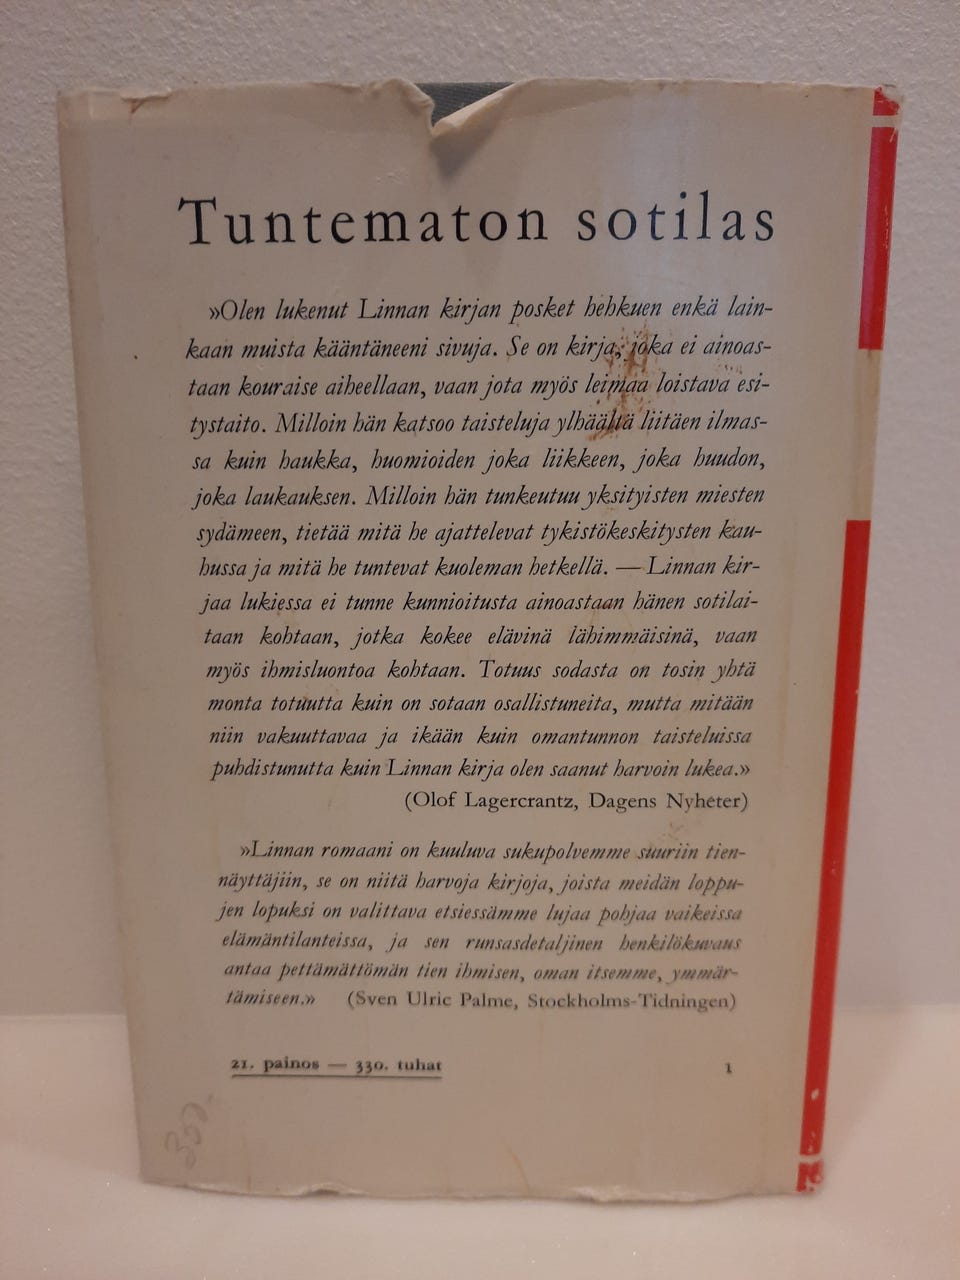 Tuntematon sotilas
»Olen lukenut Linnan kirjan posket hehkuen enkä lain-
kaan muista kääntäneeni sivuja. Se on kirja, joka ei ainoas-
taan kouraise aiheellaan, vaan jota myös leimaa loistava esi-
tystaito. Milloin hän katsoo taisteluja ylhäältä liitäen ilmas-
sa kuin haukka, huomioiden joka liikkeen, joka huudon,
joka laukauksen. Milloin hän tunkeutuu yksityisten miesten
sydämeen, tietää mitä he ajattelevat tykistökeskitysten kau-
hussa ja mitä he tuntevat kuoleman hetkellä. — Linnan kir-
jaa lukiessa ei tunne kunnioitusta ainoastaan hänen sotilai-
taan kohtaan, jotka kokee elävinä lähimmäisinä, vaan
myös ihmisluontoa kohtaan. Totuus sodasta on tosin yhtä
monta totuutta kuin on sotaan osallistuneita, mutta mitään
niin vakuuttavaa ja ikään kuin omantunnon taisteluissa
puhdistunutta kuin Linnan kirja olen saanut harvoin lukea.»
(Olof Lagercrantz, Dagens Nyheter)
»Linnan romaani on kuuluva sukupolvemme suuriin tien-
näyttäjiin, se on niitä harvoja kirjoja, joista meidän loppu-
jen lopuksi on valittava etsiessämme lujaa pohjaa vaikeissa
elämäntilanteissa, ja sen runsasdetaljinen henkilökuvaus
antaa pettämättömän tien ihmisen, oman itsemme, ymmär-
tämiseen.» (Sven Ulric Palme, Stockholms-Tidningen)
21. painos — 330. tuhat 1